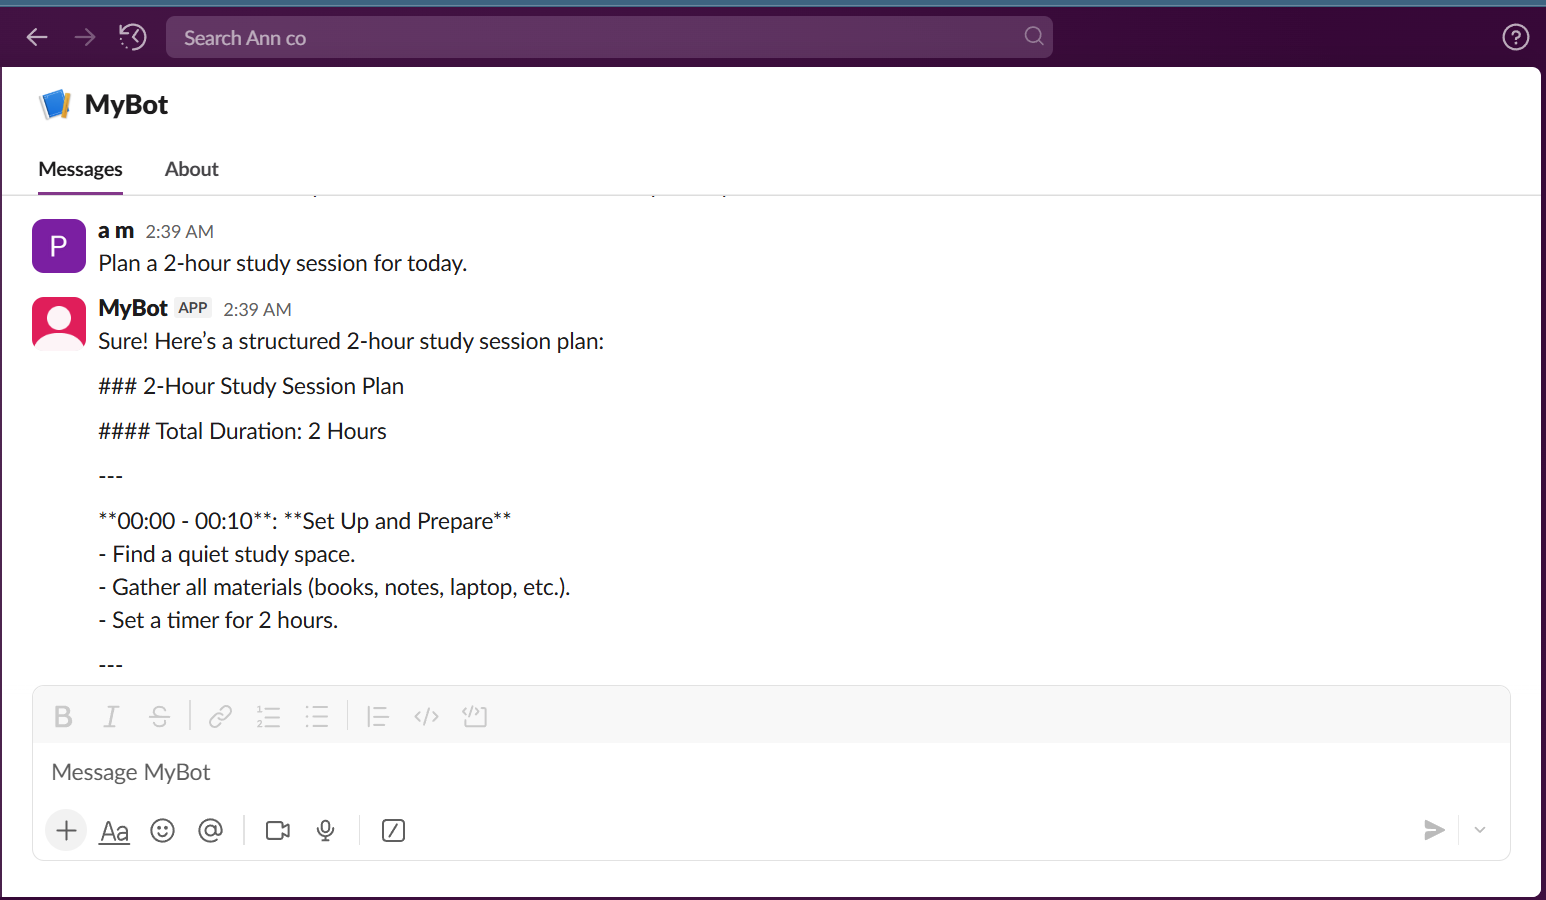 Search Ann co
MyBot
Messages
About
P
a m 2:39 AM
Plan a 2-hour study session for today.
MyBot APP 2:39 AM
Sure! Here’s a structured 2-hour study session plan:
### 2-Hour Study Session Plan
#### Total Duration: 2 Hours
---
**00:00 - 00:10**: **Set Up and Prepare**
- Find a quiet study space.
- Gather all materials (books, notes, laptop, etc.).
- Set a timer for 2 hours.
---
Message MyBot
Aa